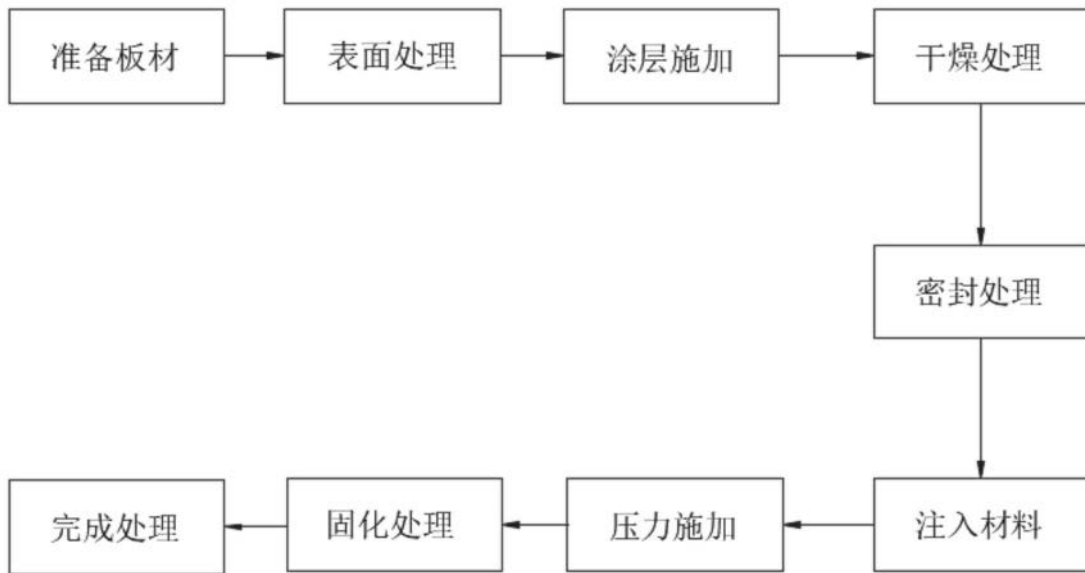 准备板材
表面处理
涂层施加
干燥处理
密封处理
注入材料
压力施加
固化处理
完成处理